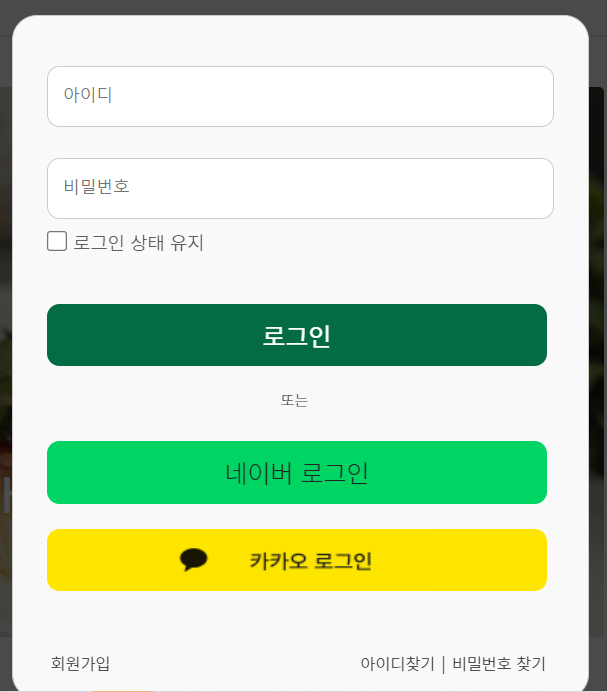 아이디
비밀번호
로그인 상태 유지
로그인
또는
네이버 로그인
카카오 로그인
회원가입
아이디찾기 | 비밀번호 찾기